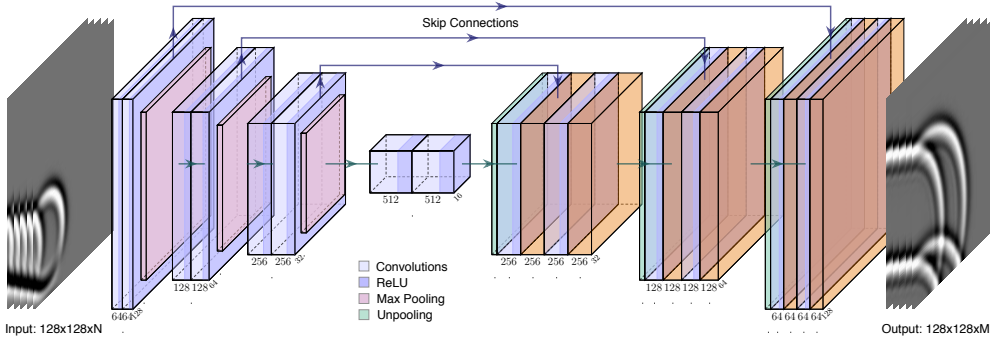 Skip Connections
512 512 16
256 256 32
256 256 256 256 32
128 128 64
128 128 128 128 64
Convolutions
ReLU
Max Pooling
Unpooling
64 64 128
64 64 64 64 128
Input: 128x128xN
Output: 128x128xM